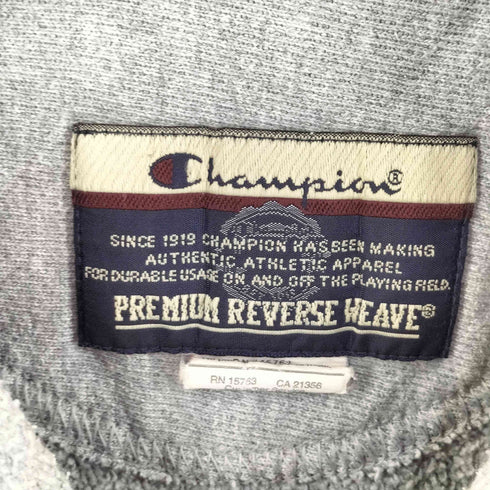 Champion®
SINCE 1919 CHAMPION HAS BEEN MAKING
AUTHENTIC ATHLETIC APPAREL
FOR DURABLE USAGE ON AND OFF THE PLAYING FIELD.
PREMIUM REVERSE WEAVE®
RN 15763 CA 21356